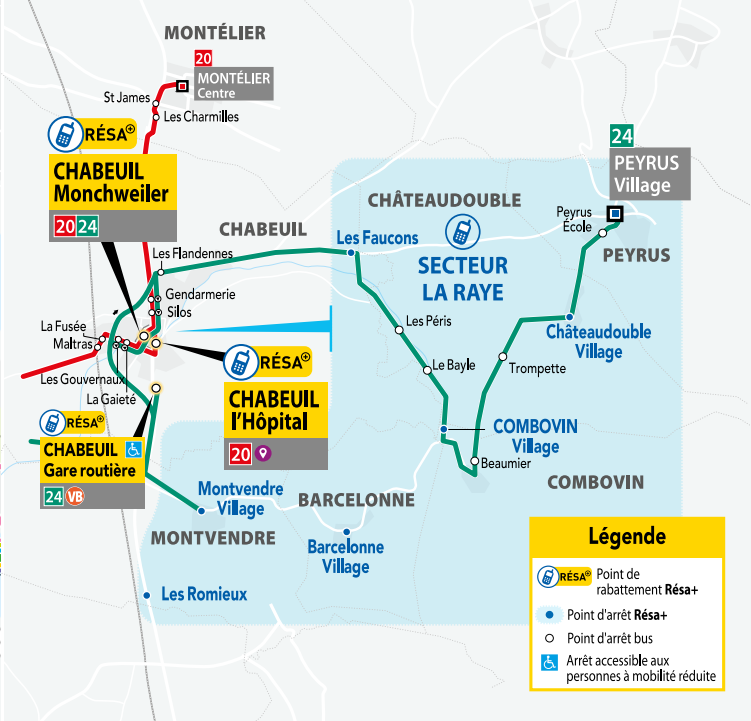 MONTÉLIER
20
MONTÉLIER
Centre
St James
Les Charmilles
RÉSA+
CHABEUIL
Monchweiler
20 24
24
PEYRUS
Village
CHÂTEAUDOUBLE
Peyrus
École
CHABEUIL
Les Faucons
SECTEUR
LA RAYE
PEYRUS
Les Flandennes
Gendarmerie
Silos
La Fusée
Maltras
Les Péris
Châteaudouble
Village
Les Gouvernaux
La Gaieté
RÉSA+
CHABEUIL
l'Hôpital
20
Le Bayle
Trompette
RÉSA+
CHABEUIL
Gare routière
24 VB
COMBOVIN
Village
Beaumier
COMBOVIN
Montvendre
Village
BARCELONNE
MONTVENDRE
Barcelonne
Village
Les Romieux
Légende
RÉSA+ Point de
rabattement Résa+
Point d'arrêt Résa+
Point d'arrêt bus
Arrêt accessible aux
personnes à mobilité réduite